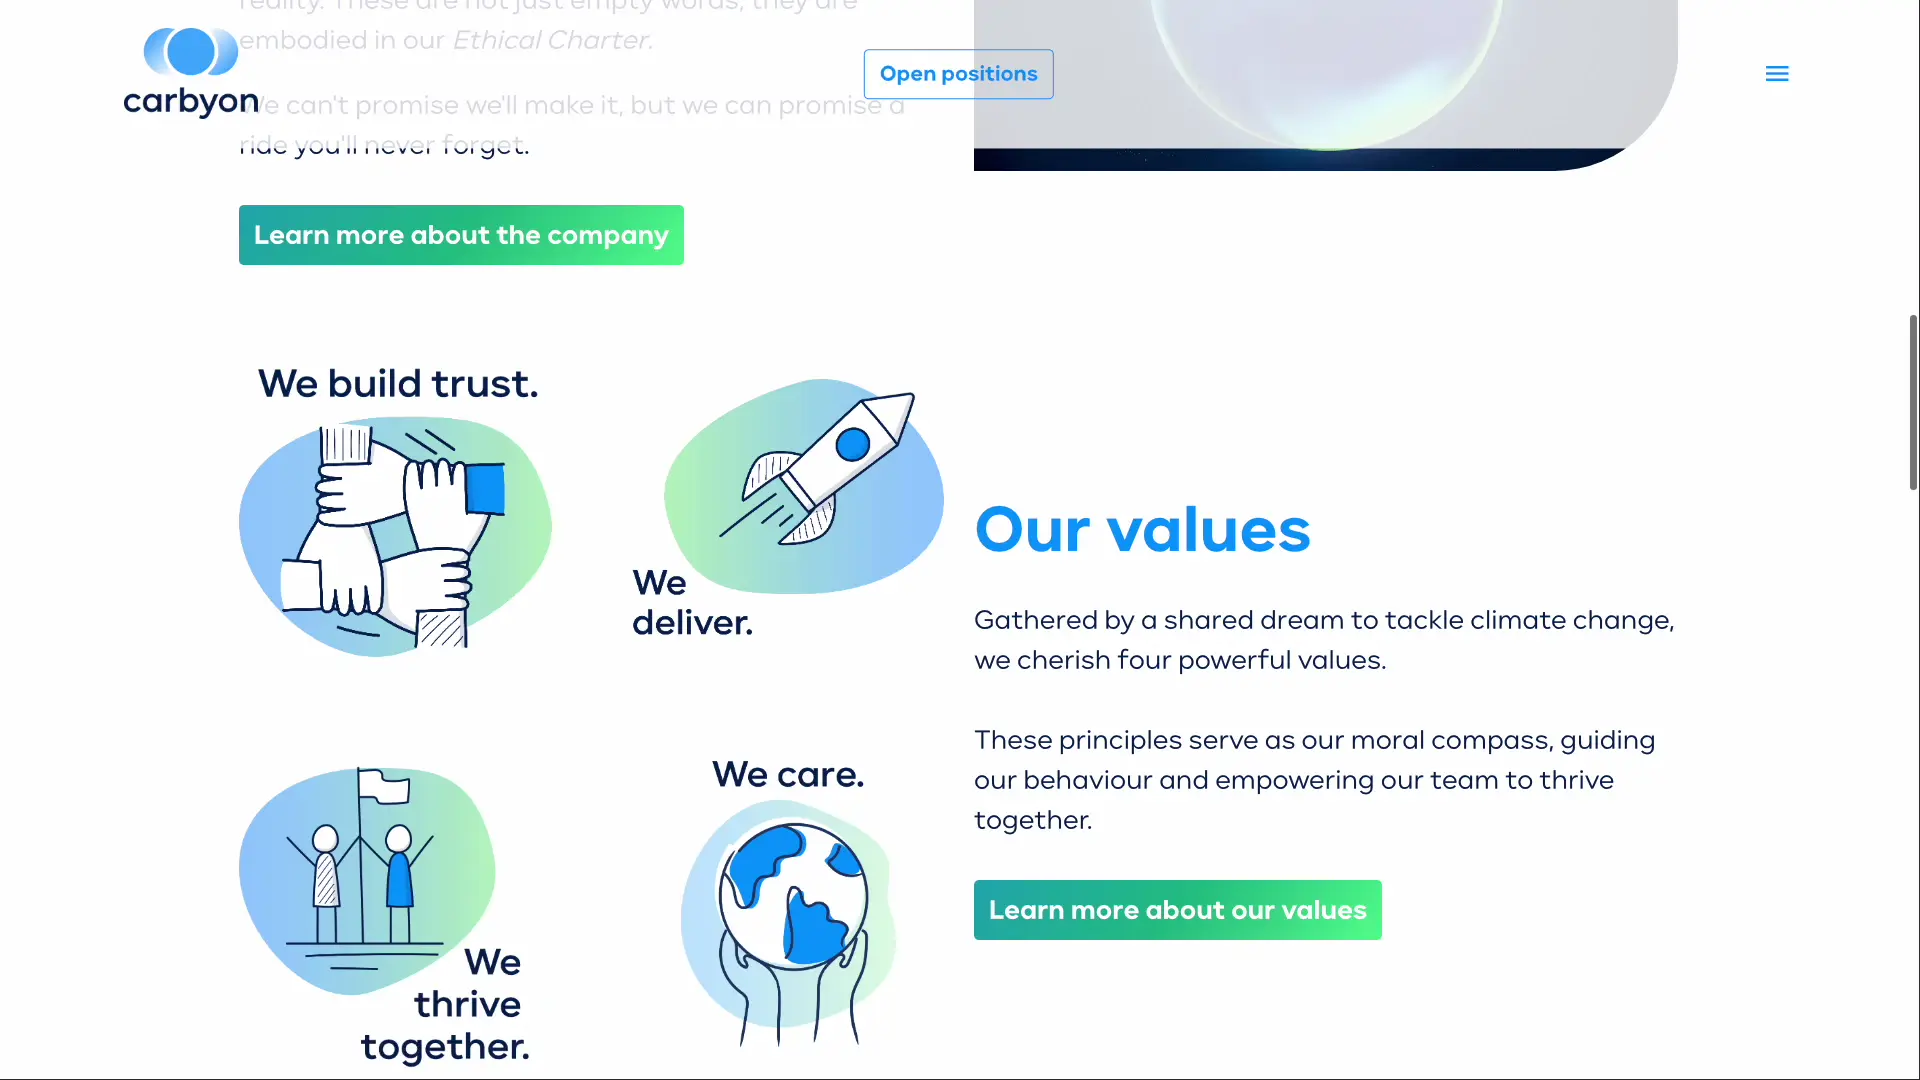 reality. These are not just empty words, they are
embodied in our Ethical Charter.
carbyon
Open positions
We can't promise we'll make it, but we can promise a
ride you'll never forget.
Learn more about the company
We build trust.
We
deliver.
We
thrive
together.
We care.
Our values
Gathered by a shared dream to tackle climate change,
we cherish four powerful values.
These principles serve as our moral compass, guiding
our behaviour and empowering our team to thrive
together.
Learn more about our values